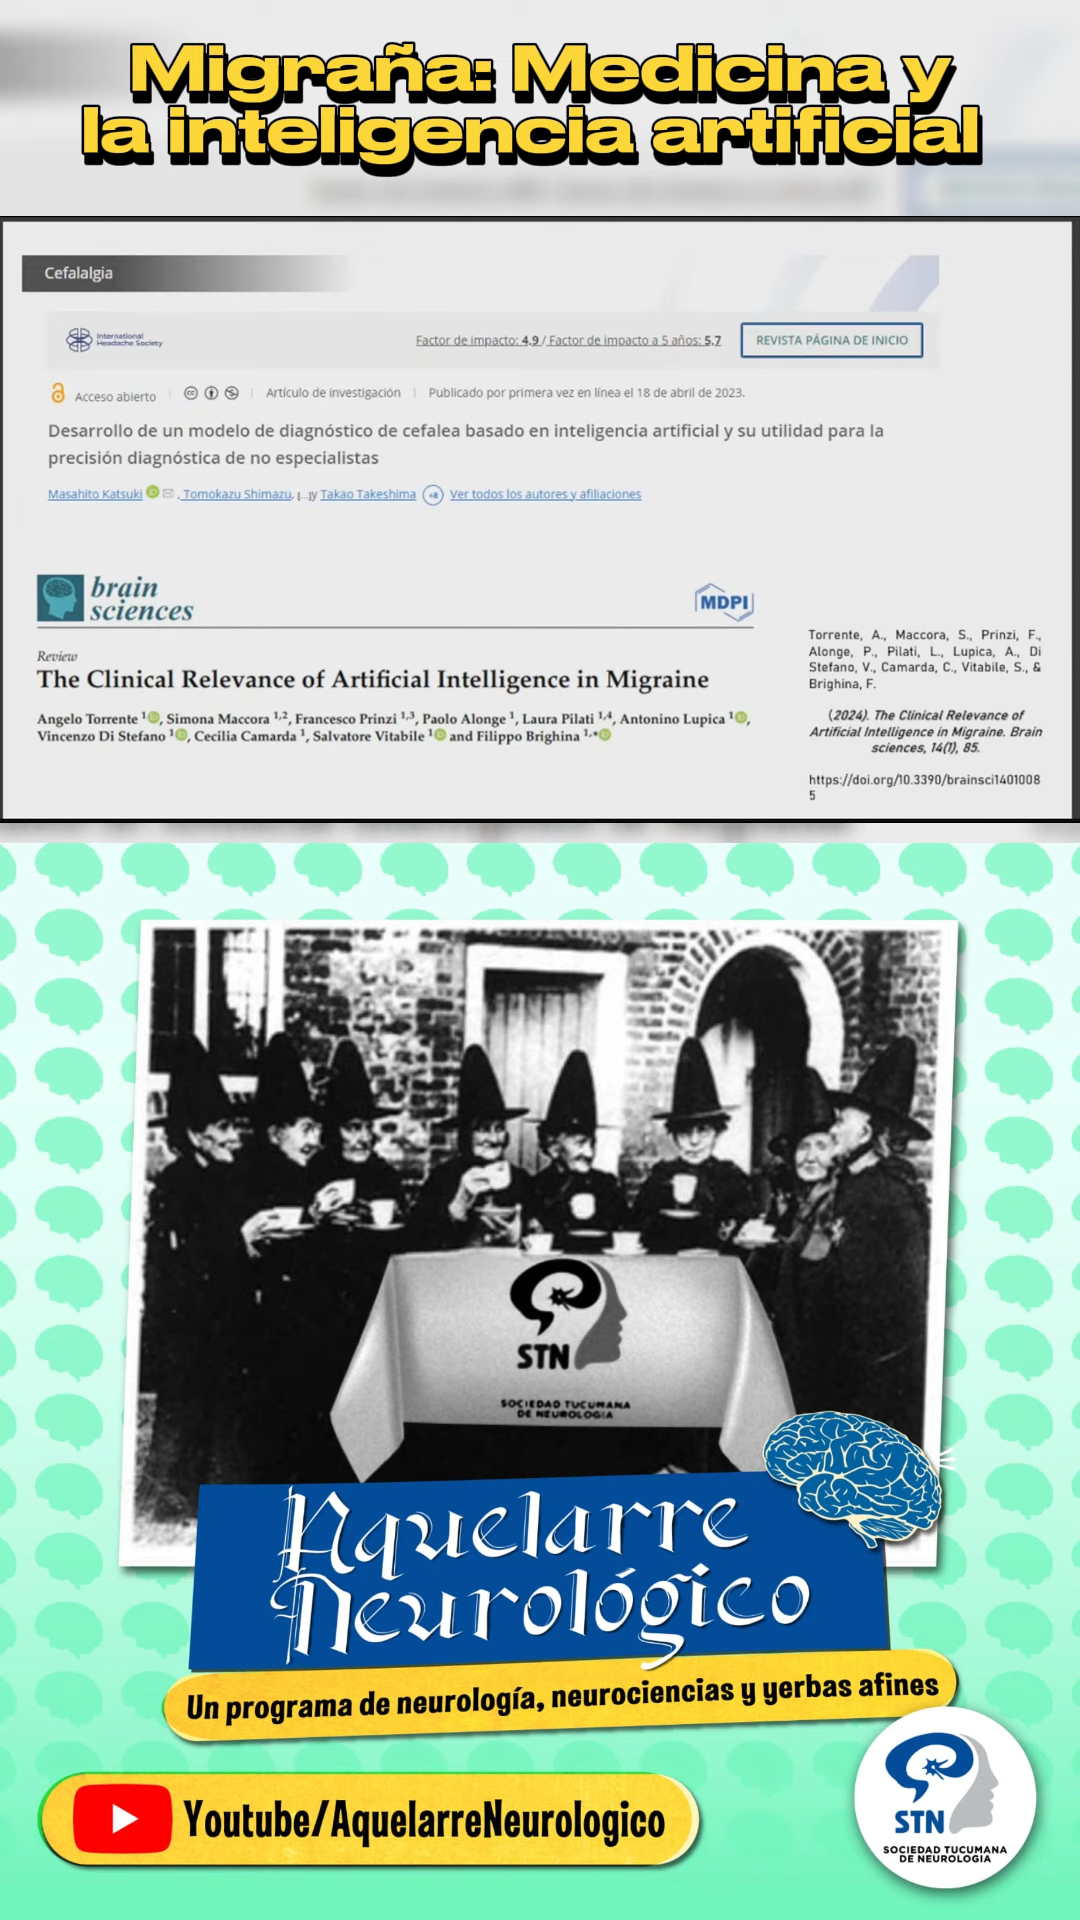 Migraña: Medicina y
la inteligencia artificial
Cefalalgia
International
Headache Society
Factor de impacto: 4,9 / Factor de impacto a 5 años: 5,7
REVISTA PÁGINA DE INICIO
Acceso abierto
Artículo de investigación
Publicado por primera vez en línea el 18 de abril de 2023.
Desarrollo de un modelo de diagnóstico de cefalea basado en inteligencia artificial y su utilidad para la
precisión diagnóstica de no especialistas
Masahito Katsuki, Tomokazu Shimazu, [...]y Takao Takeshima +8 Ver todos los autores y afiliaciones
brain
sciences
MDPI
Review
The Clinical Relevance of Artificial Intelligence in Migraine
Angelo Torrente 1, Simona Maccora 1,2, Francesco Prinzi 1,3, Paolo Alonge 1, Laura Pilati 1,4, Antonino Lupica 1,
Vincenzo Di Stefano 1, Cecilia Camarda 1, Salvatore Vitabile 1 and Filippo Brighina 1,*
Torrente, A., Maccora, S., Prinzi, F.,
Alonge, P., Pilati, L., Lupica, A., Di
Stefano, V., Camarda, C., Vitabile, S., &
Brighina, F.
(2024). The Clinical Relevance of
Artificial Intelligence in Migraine. Brain
sciences, 14(1), 85.
https://doi.org/10.3390/brainsci1401008
5
STN
SOCIEDAD TUCUMANA
DE NEUROLOGIA
Aquelarre
Neurológico
Un programa de neurología, neurociencias y yerbas afines
Youtube/AquelarreNeurologico
STN
SOCIEDAD TUCUMANA
DE NEUROLOGIA